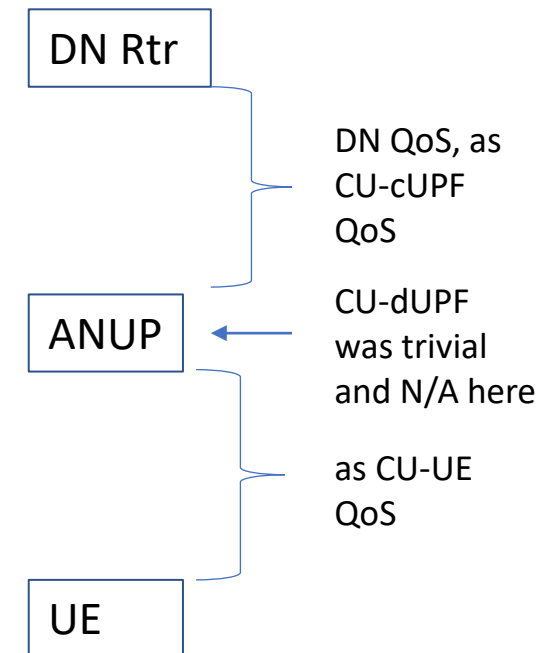 DN Rtr
DN QoS, as
CU-cUPF
QoS
ANUP
CU-dUPF
was trivial
and N/A here
as CU-UE
QoS
UE